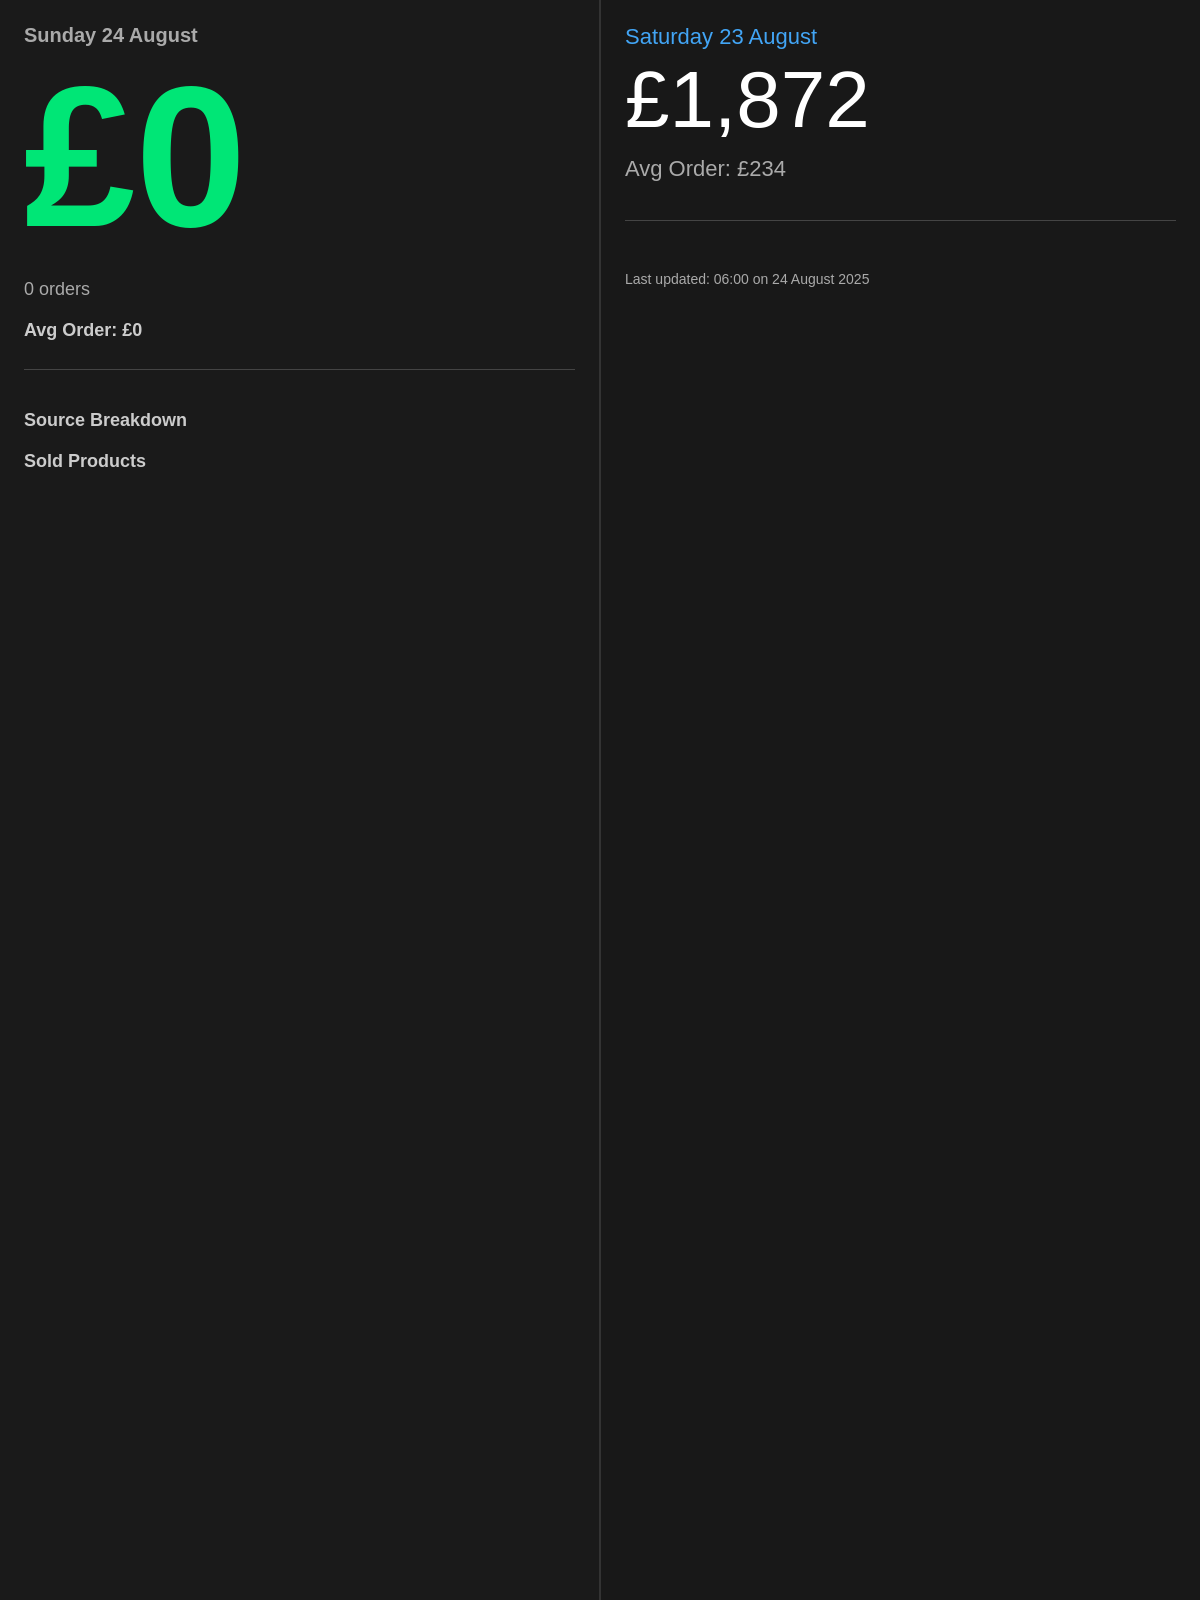 Sunday 24 August
£0
0 orders
Avg Order: £0
Source Breakdown
Sold Products
Saturday 23 August
£1,872
Avg Order: £234
Last updated: 06:00 on 24 August 2025